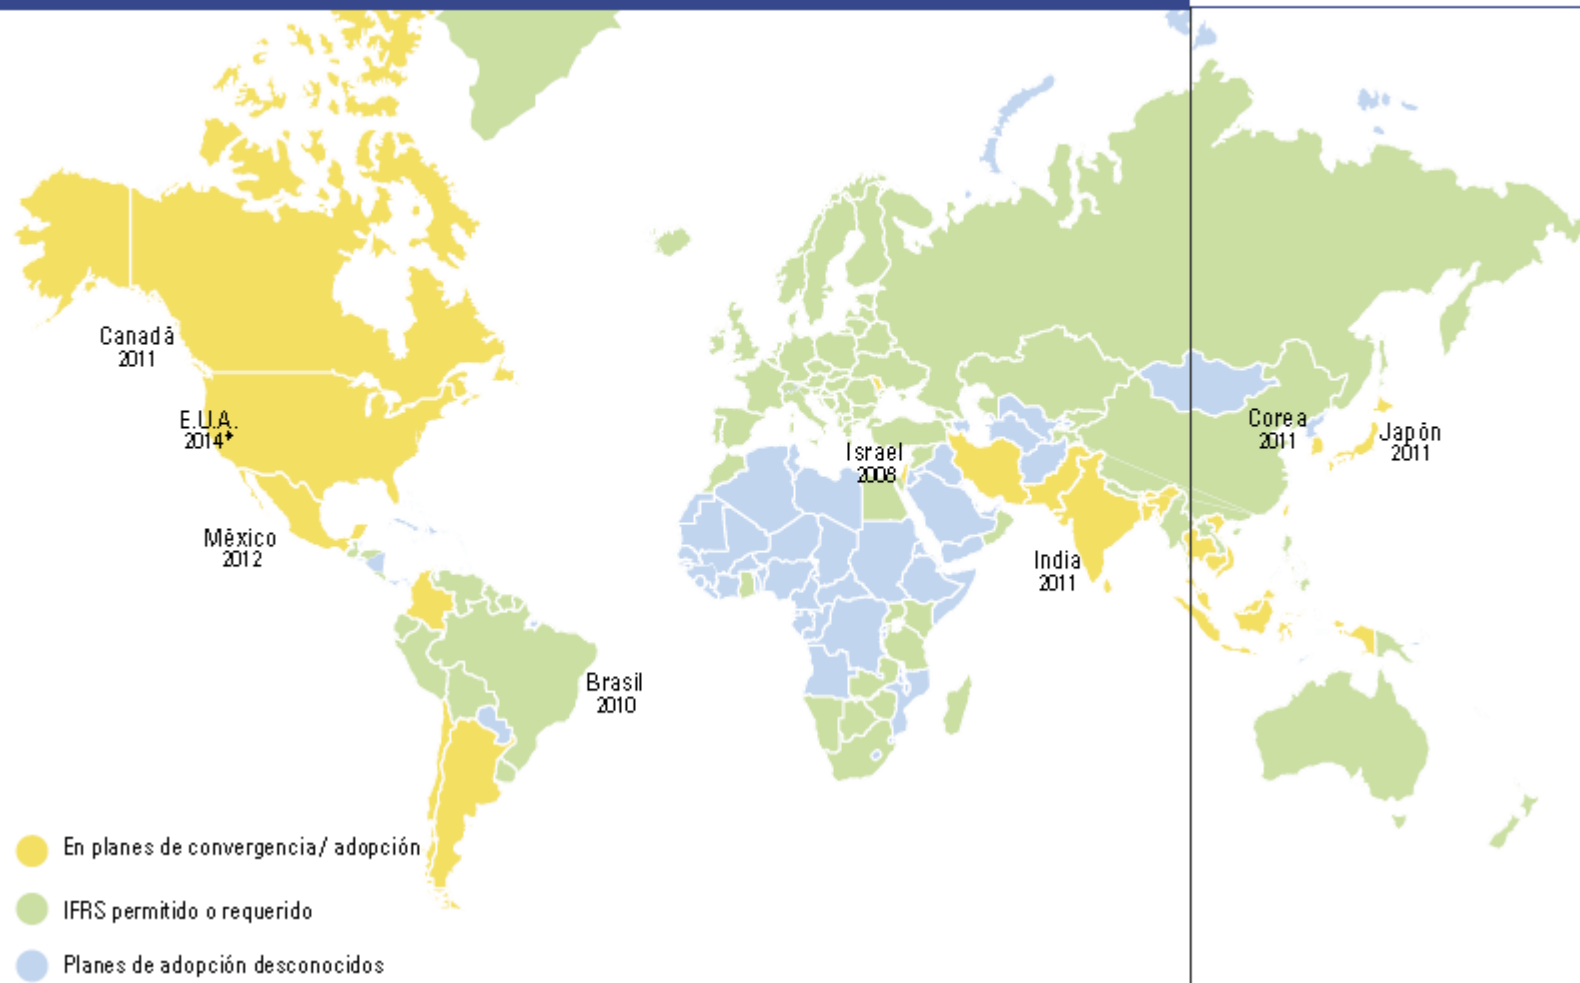 Canadá
2011
E.U.A.
2014*
México
2012
Brasil
2010
Israel
2008
India
2011
Corea
2011
Japón
2011
En planes de convergencia/ adopción
IFRS permitido o requerido
Planes de adopción desconocidos